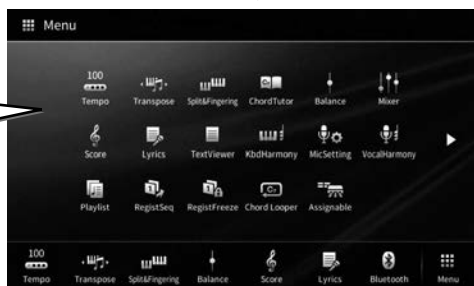 Menu
100
Tempo Transpose Split&Fingering ChordTutor Balance Mixer
Score Lyrics TextViewer KbdHarmony MicSetting VocalHarmony
Playlist RegistSeq RegistFreeze Chord Looper Assignable
100
Tempo Transpose Split&Fingering Balance Score Lyrics Bluetooth Menu